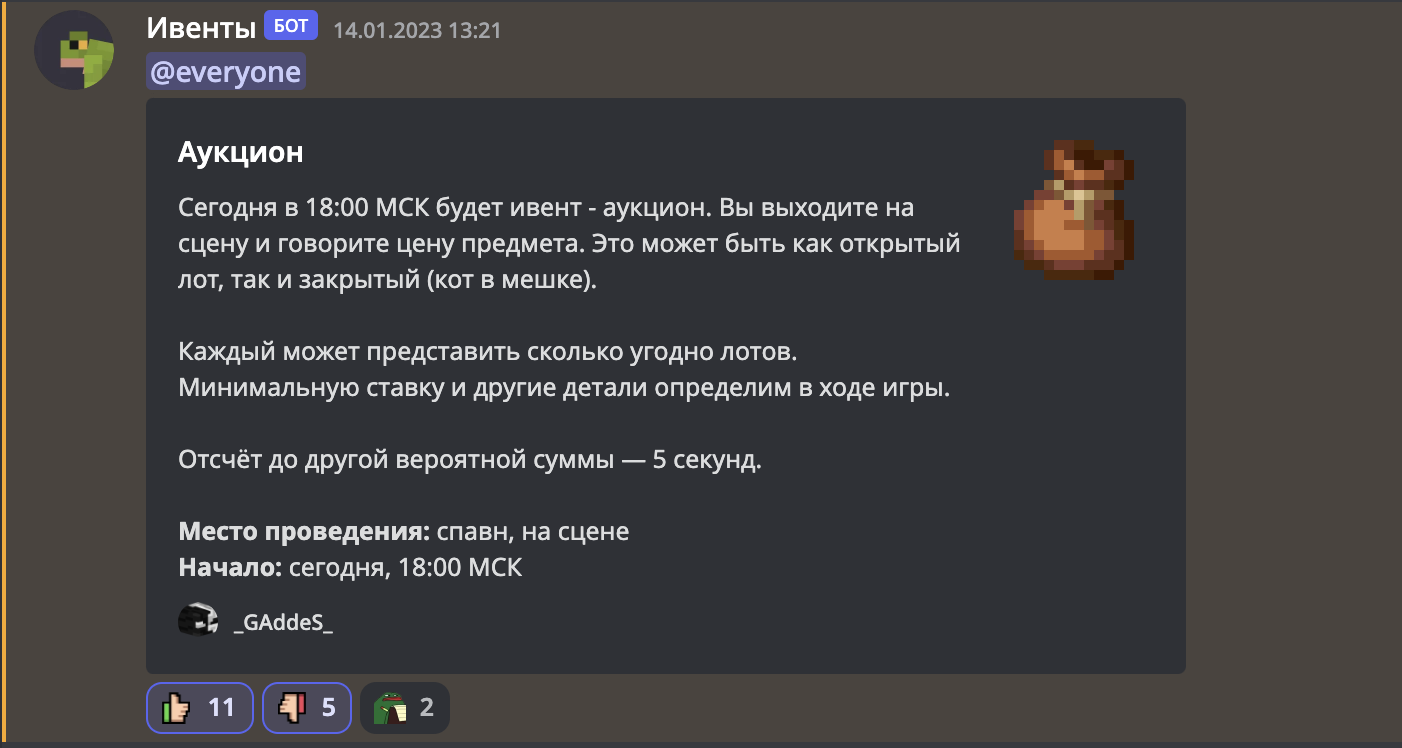 Ивенты БОТ 14.01.2023 13:21
@everyone
Аукцион
Сегодня в 18:00 МСК будет ивент - аукцион. Вы выходите на
сцену и говорите цену предмета. Это может быть как открытый
лот, так и закрытый (кот в мешке).
Каждый может представить сколько угодно лотов.
Минимальную ставку и другие детали определим в ходе игры.
Отсчёт до другой вероятной суммы — 5 секунд.
Место проведения: спавн, на сцене
Начало: сегодня, 18:00 МСК
_GAddeS_
11 5 2